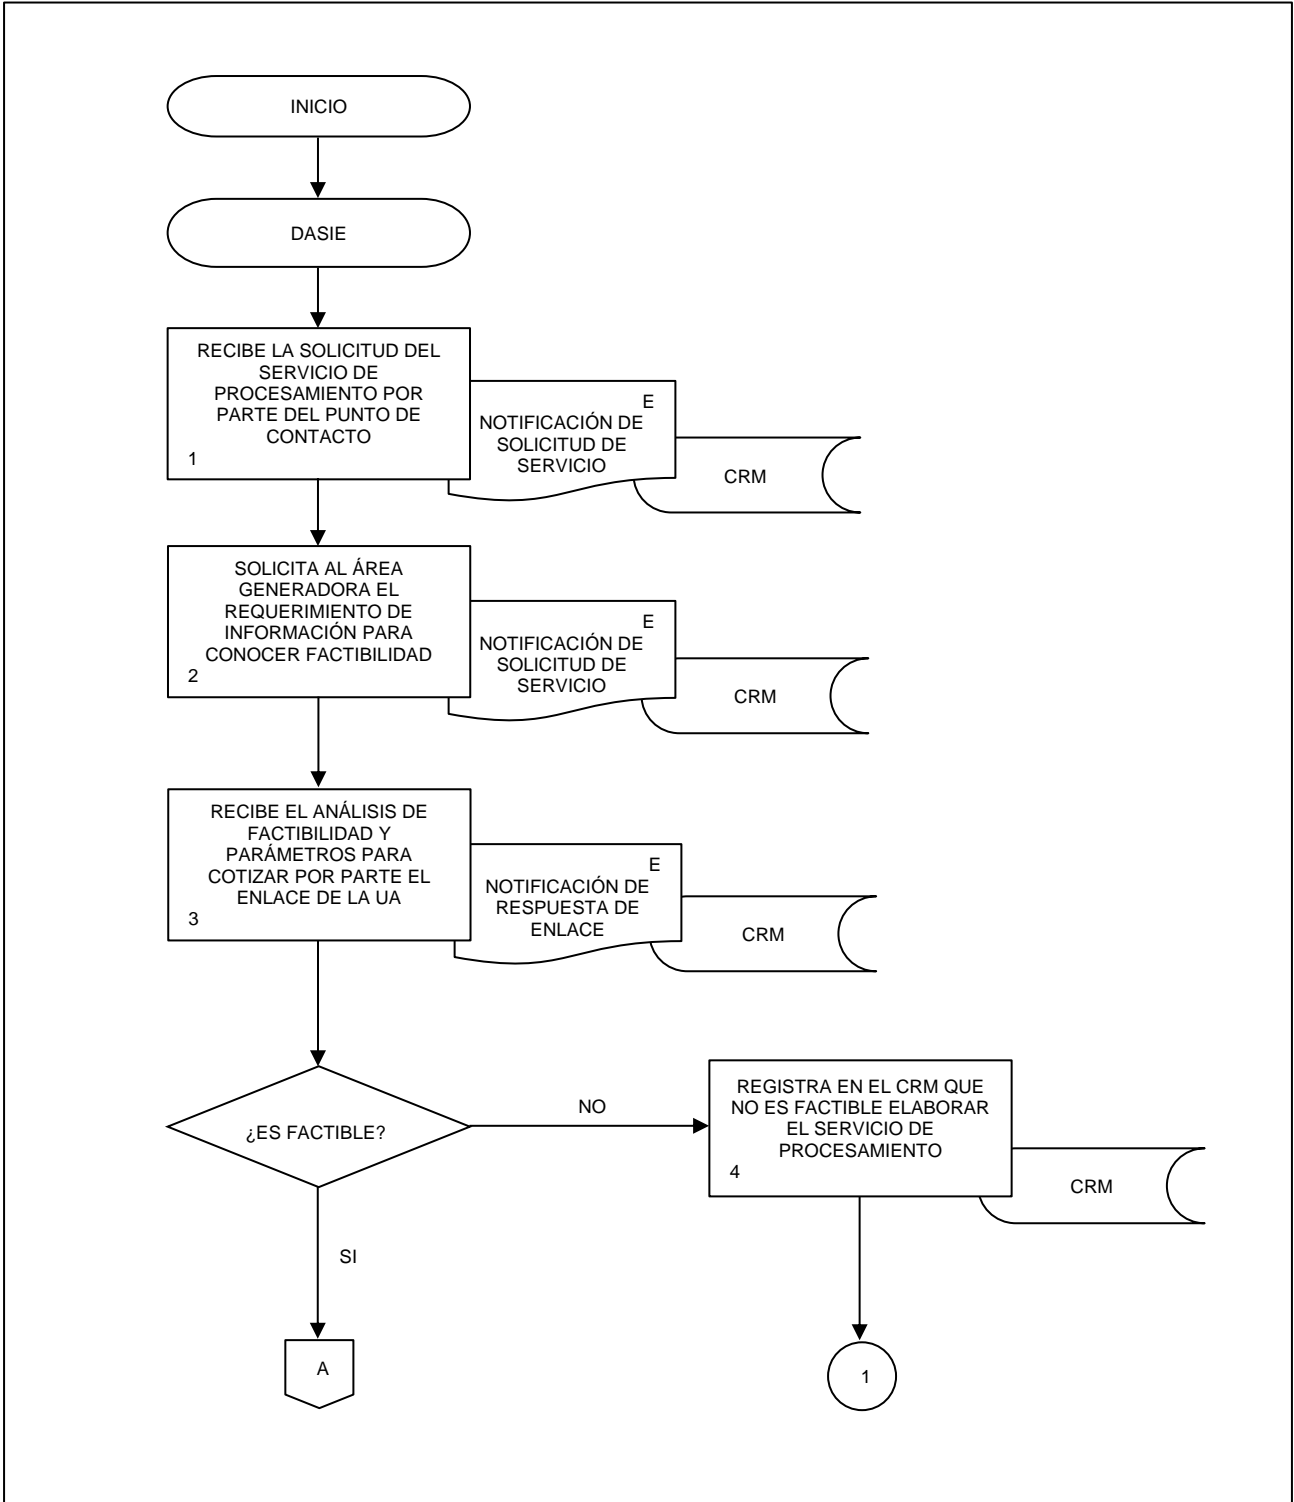 INICIO
DASIE
RECIBE LA SOLICITUD DEL
SERVICIO DE
PROCESAMIENTO POR
PARTE DEL PUNTO DE
CONTACTO
1
E
NOTIFICACIÓN DE
SOLICITUD DE
SERVICIO
CRM
SOLICITA AL ÁREA
GENERADORA EL
REQUERIMIENTO DE
INFORMACIÓN PARA
CONOCER FACTIBILIDAD
2
E
NOTIFICACIÓN DE
SOLICITUD DE
SERVICIO
CRM
RECIBE EL ANÁLISIS DE
FACTIBILIDAD Y
PARÁMETROS PARA
COTIZAR POR PARTE EL
ENLACE DE LA UA
3
E
NOTIFICACIÓN DE
RESPUESTA DE
ENLACE
CRM
¿ES FACTIBLE?
NO
REGISTRA EN EL CRM QUE
NO ES FACTIBLE ELABORAR
EL SERVICIO DE
PROCESAMIENTO
4
CRM
SI
A
1